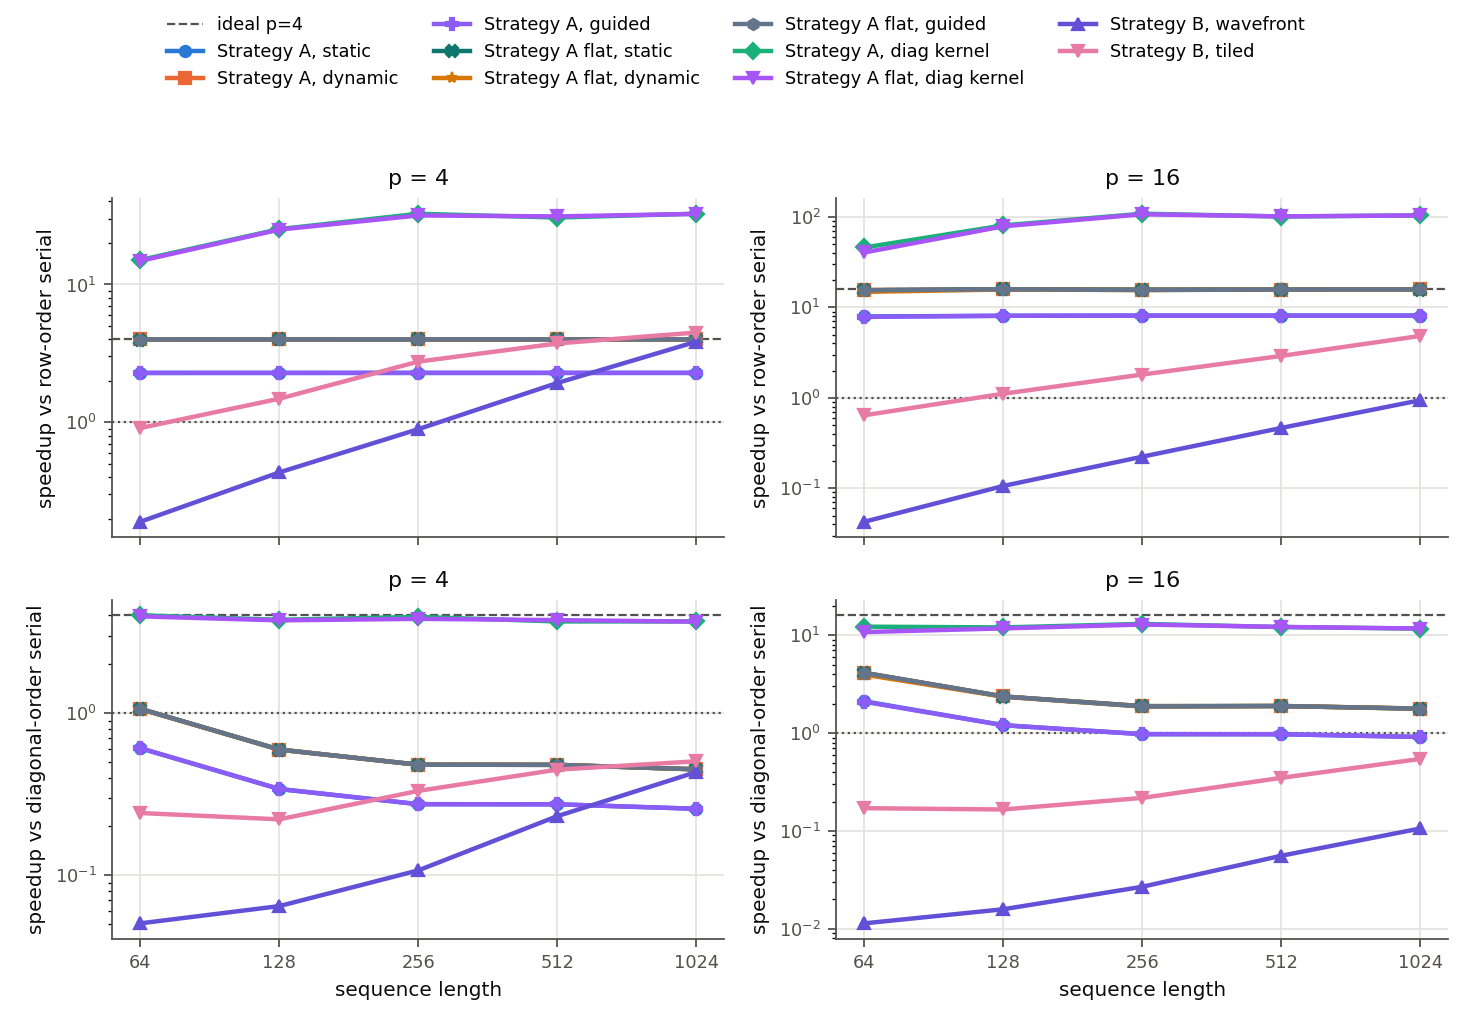 ideal p=4
Strategy A, static
Strategy A, dynamic
Strategy A, guided
Strategy A flat, static
Strategy A flat, dynamic
Strategy A flat, guided
Strategy A, diag kernel
Strategy A flat, diag kernel
Strategy B, wavefront
Strategy B, tiled
p = 4
speedup vs row-order serial
10¹
10⁰
p = 16
speedup vs row-order serial
10²
10¹
10⁰
10⁻¹
p = 4
speedup vs diagonal-order serial
10⁰
10⁻¹
64 128 256 512 1024
sequence length
p = 16
speedup vs diagonal-order serial
10¹
10⁰
10⁻¹
10⁻²
64 128 256 512 1024
sequence length